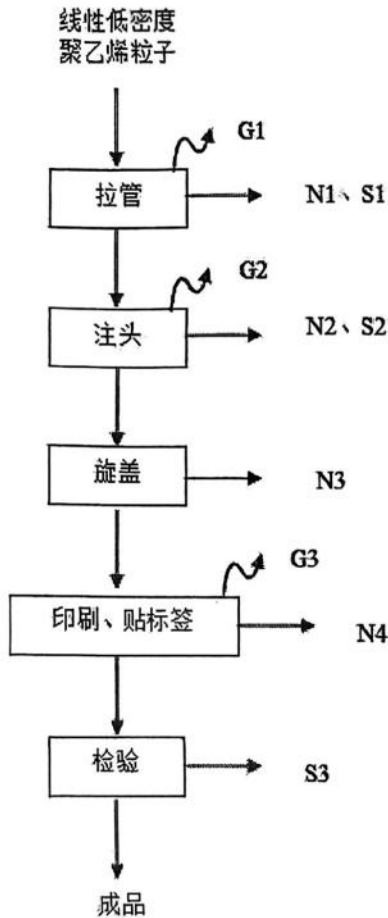 线性低密度
聚乙烯粒子
G1
拉管
N1、S1
G2
注头
N2、S2
旋盖
N3
G3
印刷、贴标签
N4
检验
S3
成品